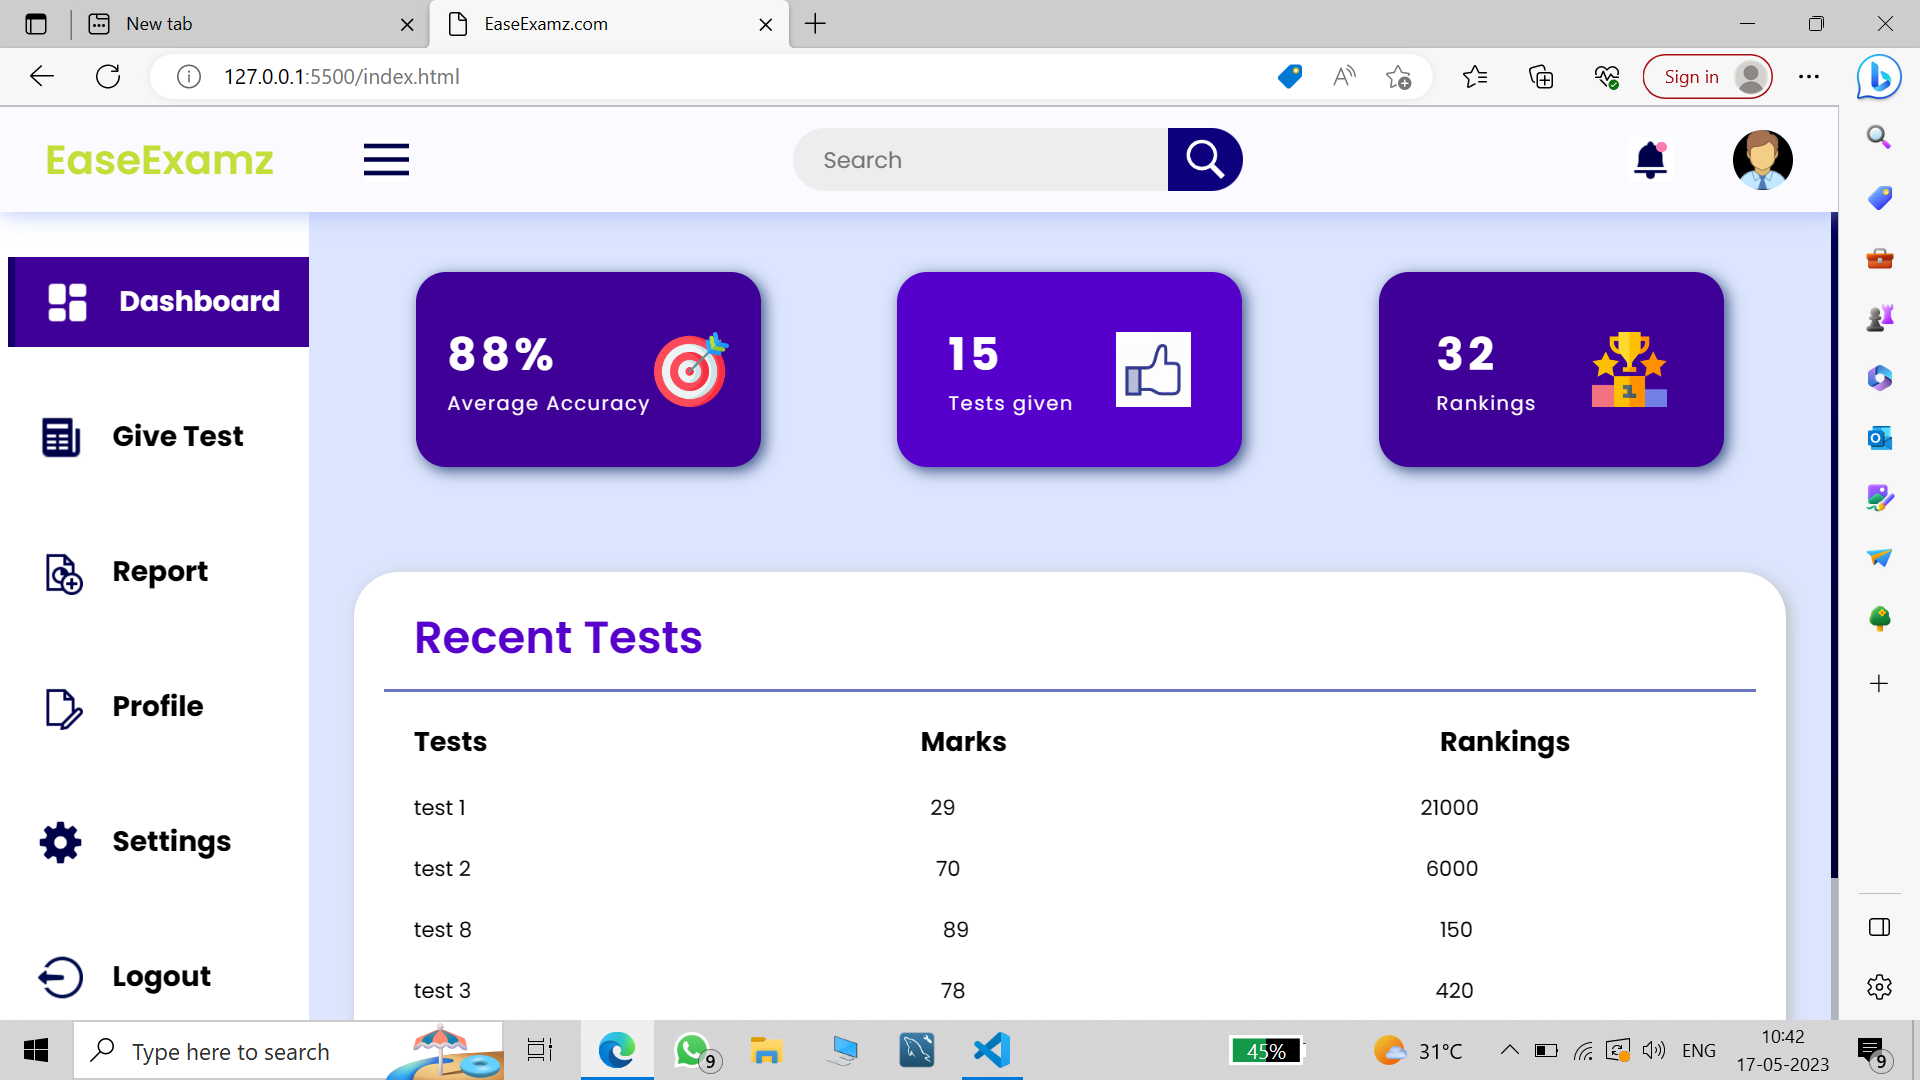 New tab
EaseExamz.com
127.0.0.1:5500/index.html
Sign in
EaseExamz
Search
Dashboard
Give Test
Report
Profile
Settings
Logout
88%
Average Accuracy
15
Tests given
32
Rankings
1
Recent Tests
Tests Marks Rankings
test 1 29 21000
test 2 70 6000
test 8 89 150
test 3 78 420
Type here to search
9
45%
31°C
ENG
10:42
17-05-2023
9